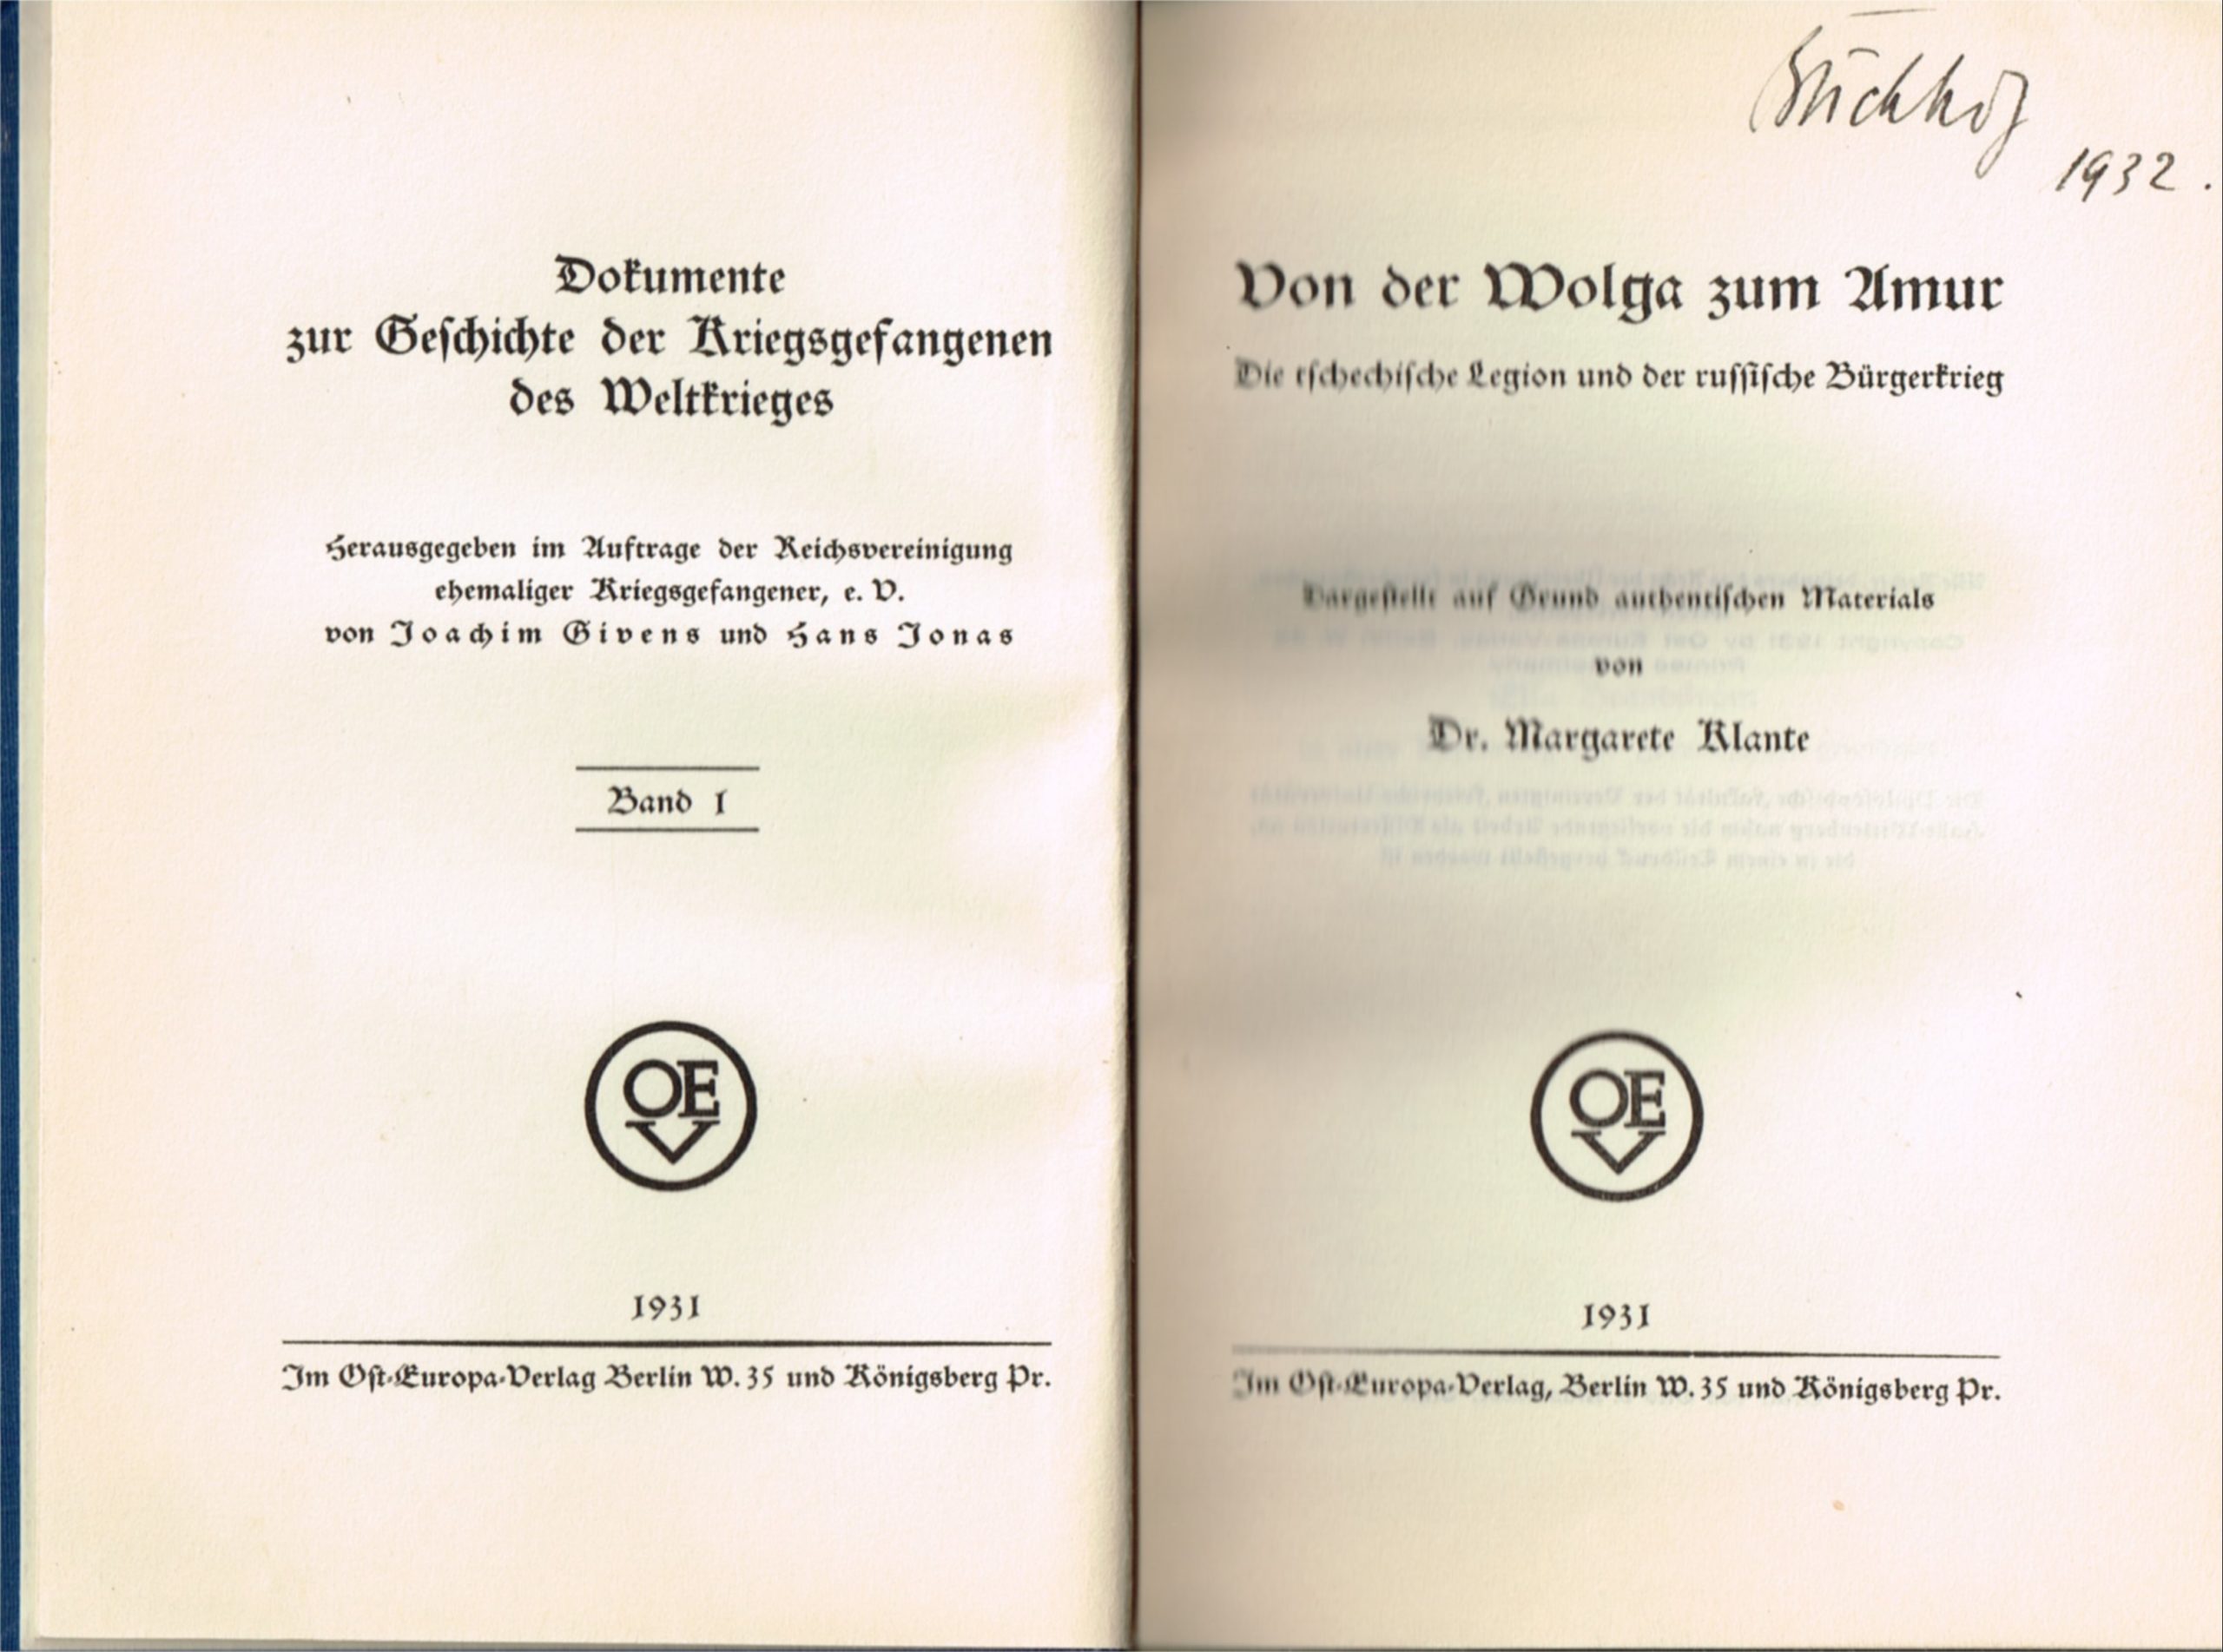 Dokumente
zur Geschichte der Kriegsgefangenen
des Weltkrieges
Herausgegeben im Auftrage der Reichsvereinigung
ehemaliger Kriegsgefangener, e. V.
von Joachim Givens und Hans Jonas
Band I
OE
V
1931
Im Ost-Europa-Verlag Berlin W. 35 und Königsberg Pr.
1932.
Von der Wolga zum Amur
Die tschechische Legion und der russische Bürgerkrieg
Dargestellt auf Grund authentischen Materials
von
Dr. Margarete Klante
OE
V
1931
Im Ost-Europa-Verlag, Berlin W. 35 und Königsberg Pr.